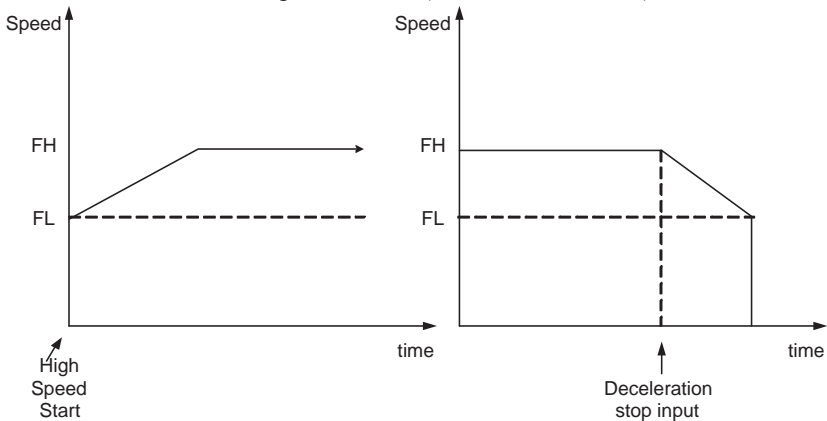 Speed
FH
FL
time
High
Speed
Start
Speed
FH
FL
time
Deceleration
stop input